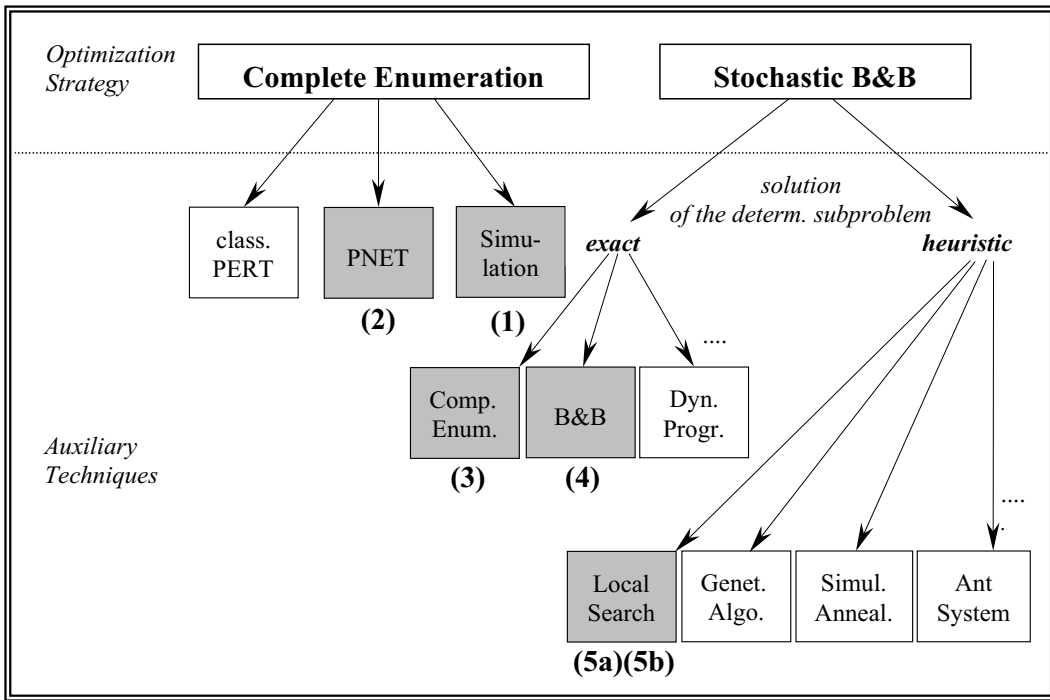 Optimization
Strategy
Complete Enumeration
Stochastic B&B
solution
of the determ. subproblem
class.
PERT
PNET
Simu-
lation
exact
heuristic
(2)
(1)
....
Comp.
Enum.
B&B
Dyn.
Progr.
Auxiliary
Techniques
(3)
(4)
....
.
Local
Search
Genet.
Algo.
Simul.
Anneal.
Ant
System
(5a)(5b)